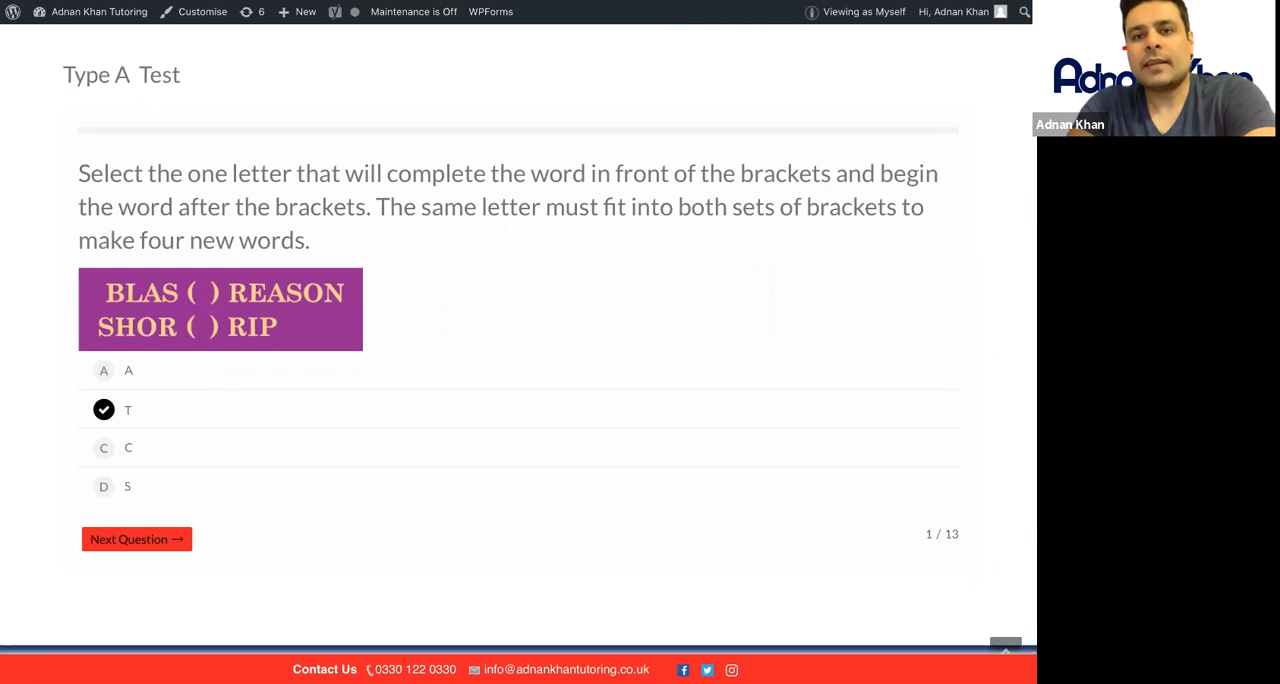 Adnan Khan Tutoring Customise 6 New Maintenance is Off WPForms Viewing as Myself Hi, Adnan Khan
Type A Test
Adnan Khan
Select the one letter that will complete the word in front of the brackets and begin
the word after the brackets. The same letter must fit into both sets of brackets to
make four new words.
BLAS ( ) REASON
SHOR ( ) RIP
A A
T
C C
D S
Next Question →
1 / 13
Contact Us 0330 122 0330 info@adnankhantutoring.co.uk